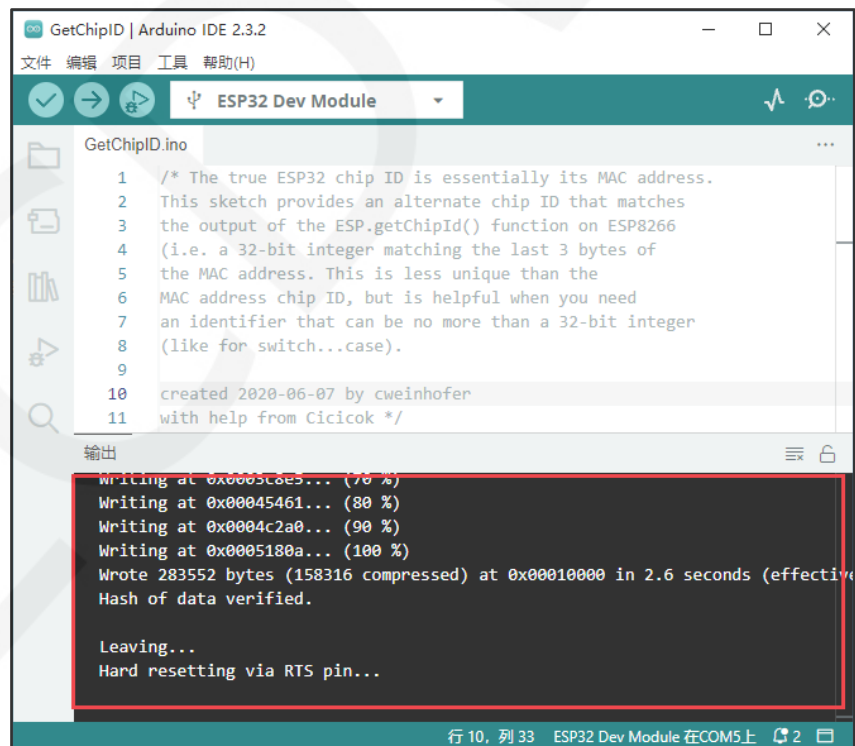 GetChipID | Arduino IDE 2.3.2
文件 编辑 项目 工具 帮助(H)
ESP32 Dev Module
GetChipID.ino
1 /* The true ESP32 chip ID is essentially its MAC address.
2 This sketch provides an alternate chip ID that matches
3 the output of the ESP.getChipId() function on ESP8266
4 (i.e. a 32-bit integer matching the last 3 bytes of
5 the MAC address. This is less unique than the
6 MAC address chip ID, but is helpful when you need
7 an identifier that can be no more than a 32-bit integer
8 (like for switch...case).
9
10 created 2020-06-07 by cweinhofer
11 with help from Cicicok */
输出
Writing at 0x0003c8e5... (70 %)
Writing at 0x00045461... (80 %)
Writing at 0x0004c2a0... (90 %)
Writing at 0x0005180a... (100 %)
Wrote 283552 bytes (158316 compressed) at 0x00010000 in 2.6 seconds (effective
Hash of data verified.
Leaving...
Hard resetting via RTS pin...
行 10, 列 33 ESP32 Dev Module 在COM5上 2